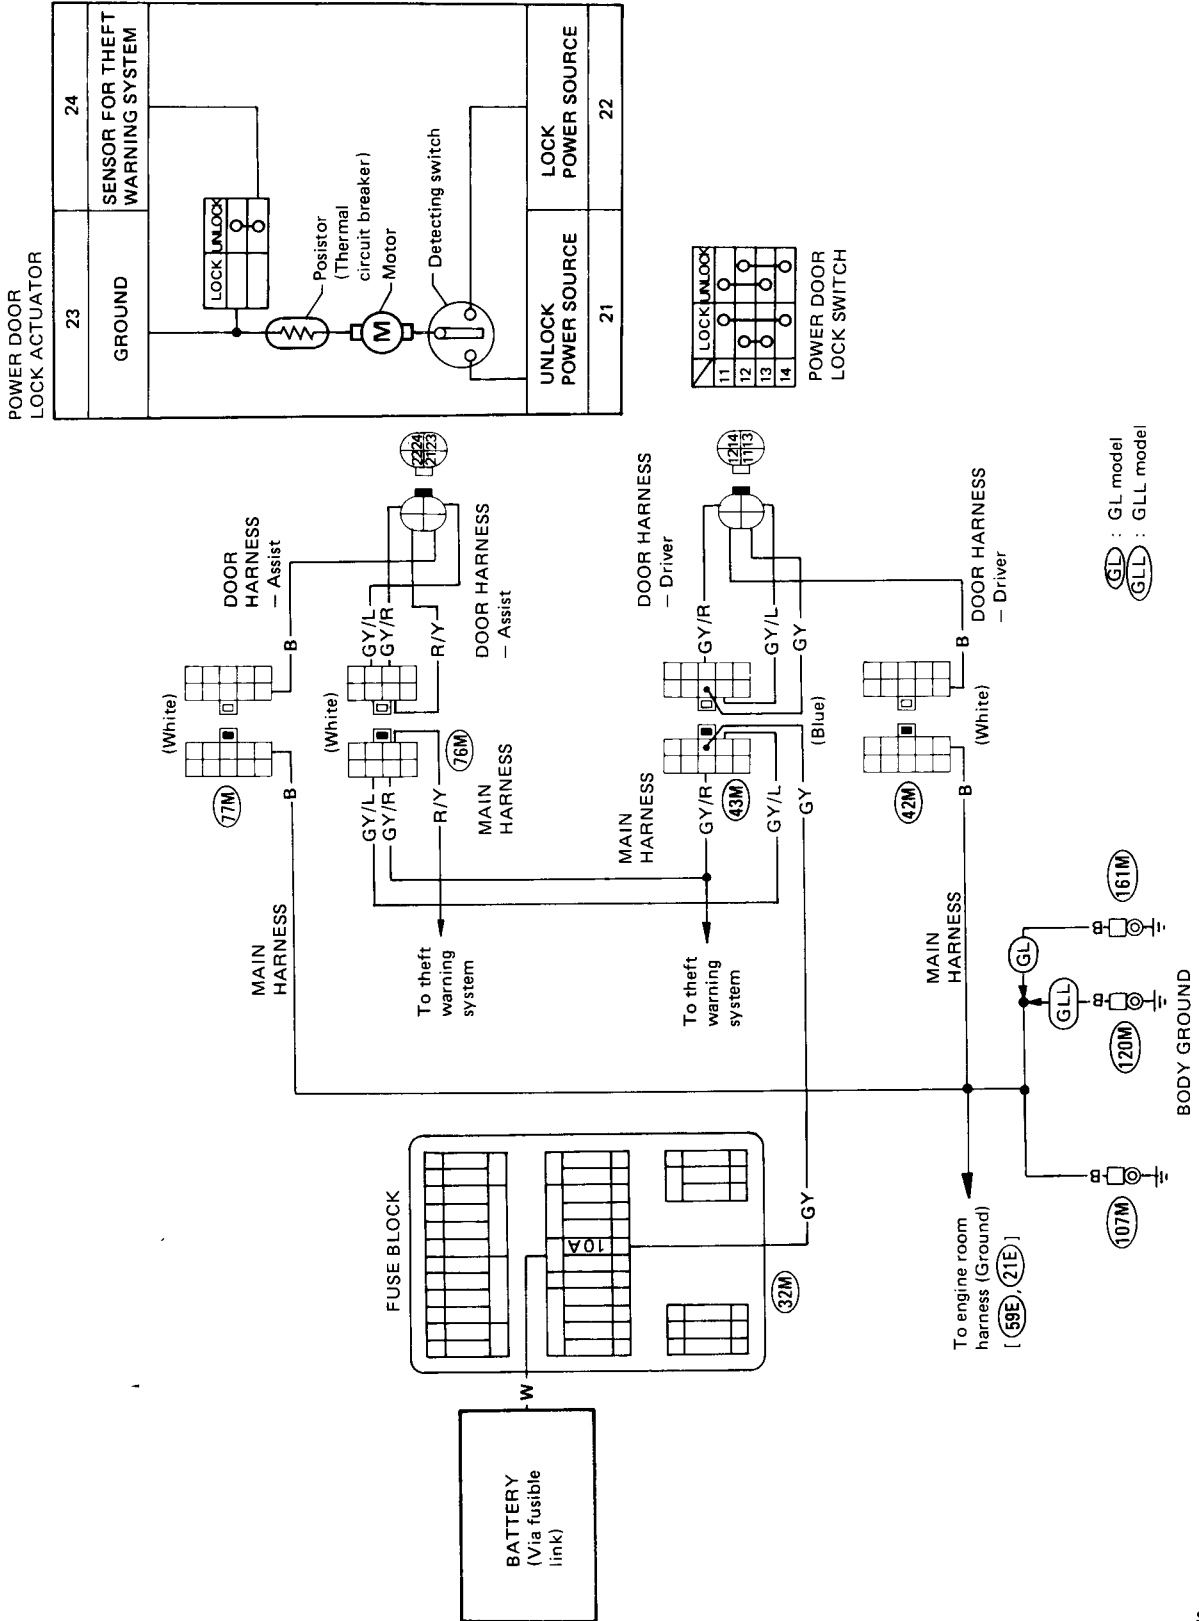 POWER DOOR
LOCK ACTUATOR
23
24
GROUND
SENSOR FOR THEFT
WARNING SYSTEM
LOCK
UNLOCK
Posistor
(Thermal
circuit breaker)
Motor
M
Detecting switch
UNLOCK
POWER SOURCE
LOCK
POWER SOURCE
21
22
LOCK
UNLOCK
11
12
13
14
POWER DOOR
LOCK SWITCH
2224
2123
1214
1113
DOOR
HARNESS
– Assist
(White)
B
77M
B
MAIN
HARNESS
DOOR HARNESS
– Assist
GY/L
GY/R
R/Y
(White)
76M
GY/L
GY/R
R/Y
MAIN
HARNESS
To theft
warning
system
DOOR HARNESS
– Driver
GY/R
GY/L
GY
(Blue)
43M
GY/R
GY/L
GY
MAIN
HARNESS
To theft
warning
system
DOOR HARNESS
– Driver
B
(White)
42M
B
MAIN
HARNESS
GL : GL model
GLL : GLL model
FUSE BLOCK
10A
GY
32M
BATTERY
(Via fusible
link)
W
To engine room
harness (Ground)
[ 59E , 21E ]
GL
GLL
B
B
B
107M
120M
161M
BODY GROUND